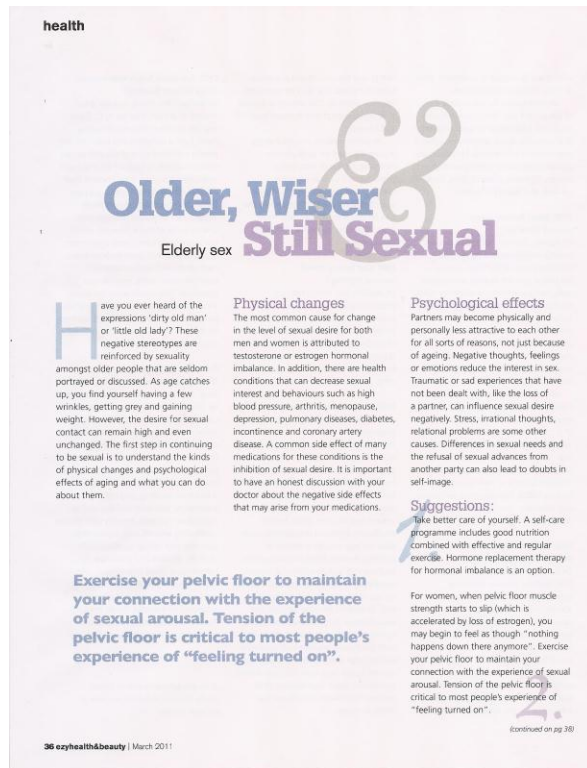 health
&
Older, Wiser
Elderly sex Still Sexual
Have you ever heard of the
expressions 'dirty old man'
or 'little old lady'? These
negative stereotypes are
reinforced by sexuality
amongst older people that are seldom
portrayed or discussed. As age catches
up, you find yourself having a few
wrinkles, getting grey and gaining
weight. However, the desire for sexual
contact can remain high and even
unchanged. The first step in continuing
to be sexual is to understand the kinds
of physical changes and psychological
effects of aging and what you can do
about them.
Physical changes
The most common cause for change
in the level of sexual desire for both
men and women is attributed to
testosterone or estrogen hormonal
imbalance. In addition, there are health
conditions that can decrease sexual
interest and behaviours such as high
blood pressure, arthritis, menopause,
depression, pulmonary diseases, diabetes,
incontinence and coronary artery
disease. A common side effect of many
medications for these conditions is the
inhibition of sexual desire. It is important
to have an honest discussion with your
doctor about the negative side effects
that may arise from your medications.
Exercise your pelvic floor to maintain
your connection with the experience
of sexual arousal. Tension of the
pelvic floor is critical to most people's
experience of "feeling turned on".
Psychological effects
Partners may become physically and
personally less attractive to each other
for all sorts of reasons, not just because
of ageing. Negative thoughts, feelings
or emotions reduce the interest in sex.
Traumatic or sad experiences that have
not been dealt with, like the loss of
a partner, can influence sexual desire
negatively. Stress, irrational thoughts,
relational problems are some other
causes. Differences in sexual needs and
the refusal of sexual advances from
another party can also lead to doubts in
self-image.
Suggestions:
1.
Take better care of yourself. A self-care
programme includes good nutrition
combined with effective and regular
exercise. Hormone replacement therapy
for hormonal imbalance is an option.
For women, when pelvic floor muscle
strength starts to slip (which is
accelerated by loss of estrogen), you
may begin to feel as though "nothing
happens down there anymore". Exercise
your pelvic floor to maintain your
connection with the experience of sexual
arousal. Tension of the pelvic floor is
critical to most people's experience of
"feeling turned on".
2.
(continued on pg 38)
36 ezyhealth&beauty | March 2011